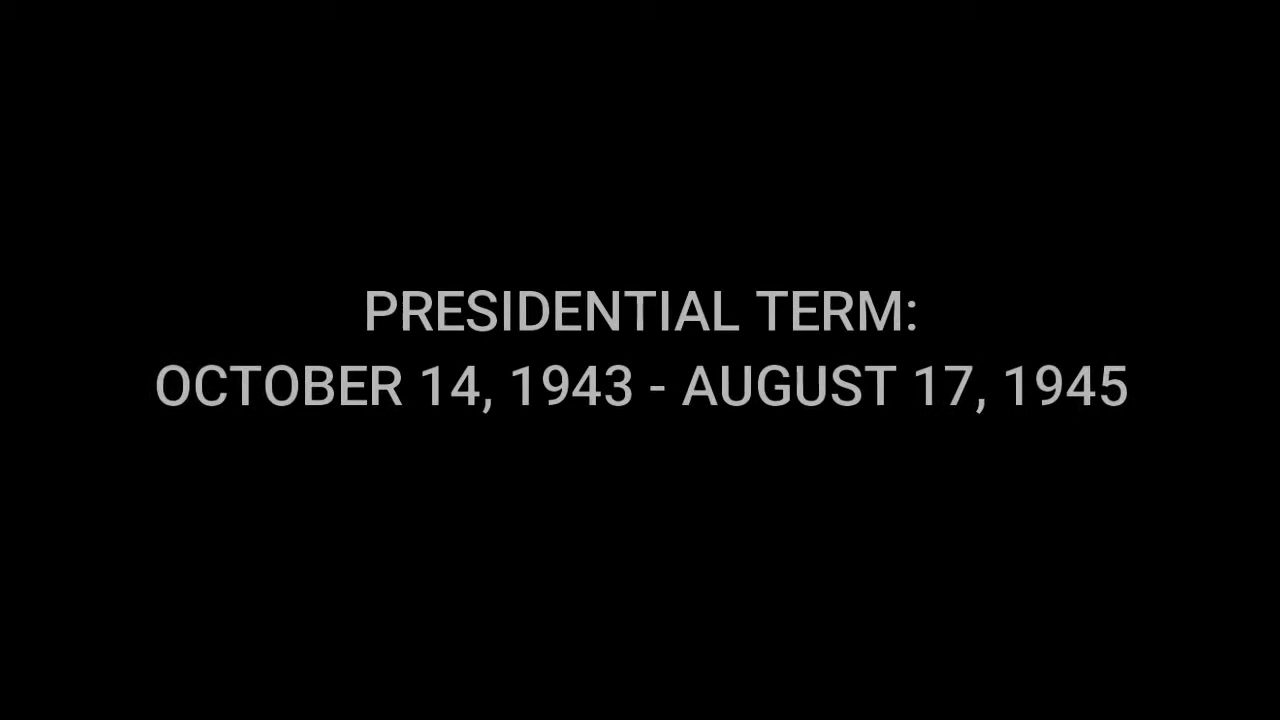 PRESIDENTIAL TERM:
OCTOBER 14, 1943 - AUGUST 17, 1945